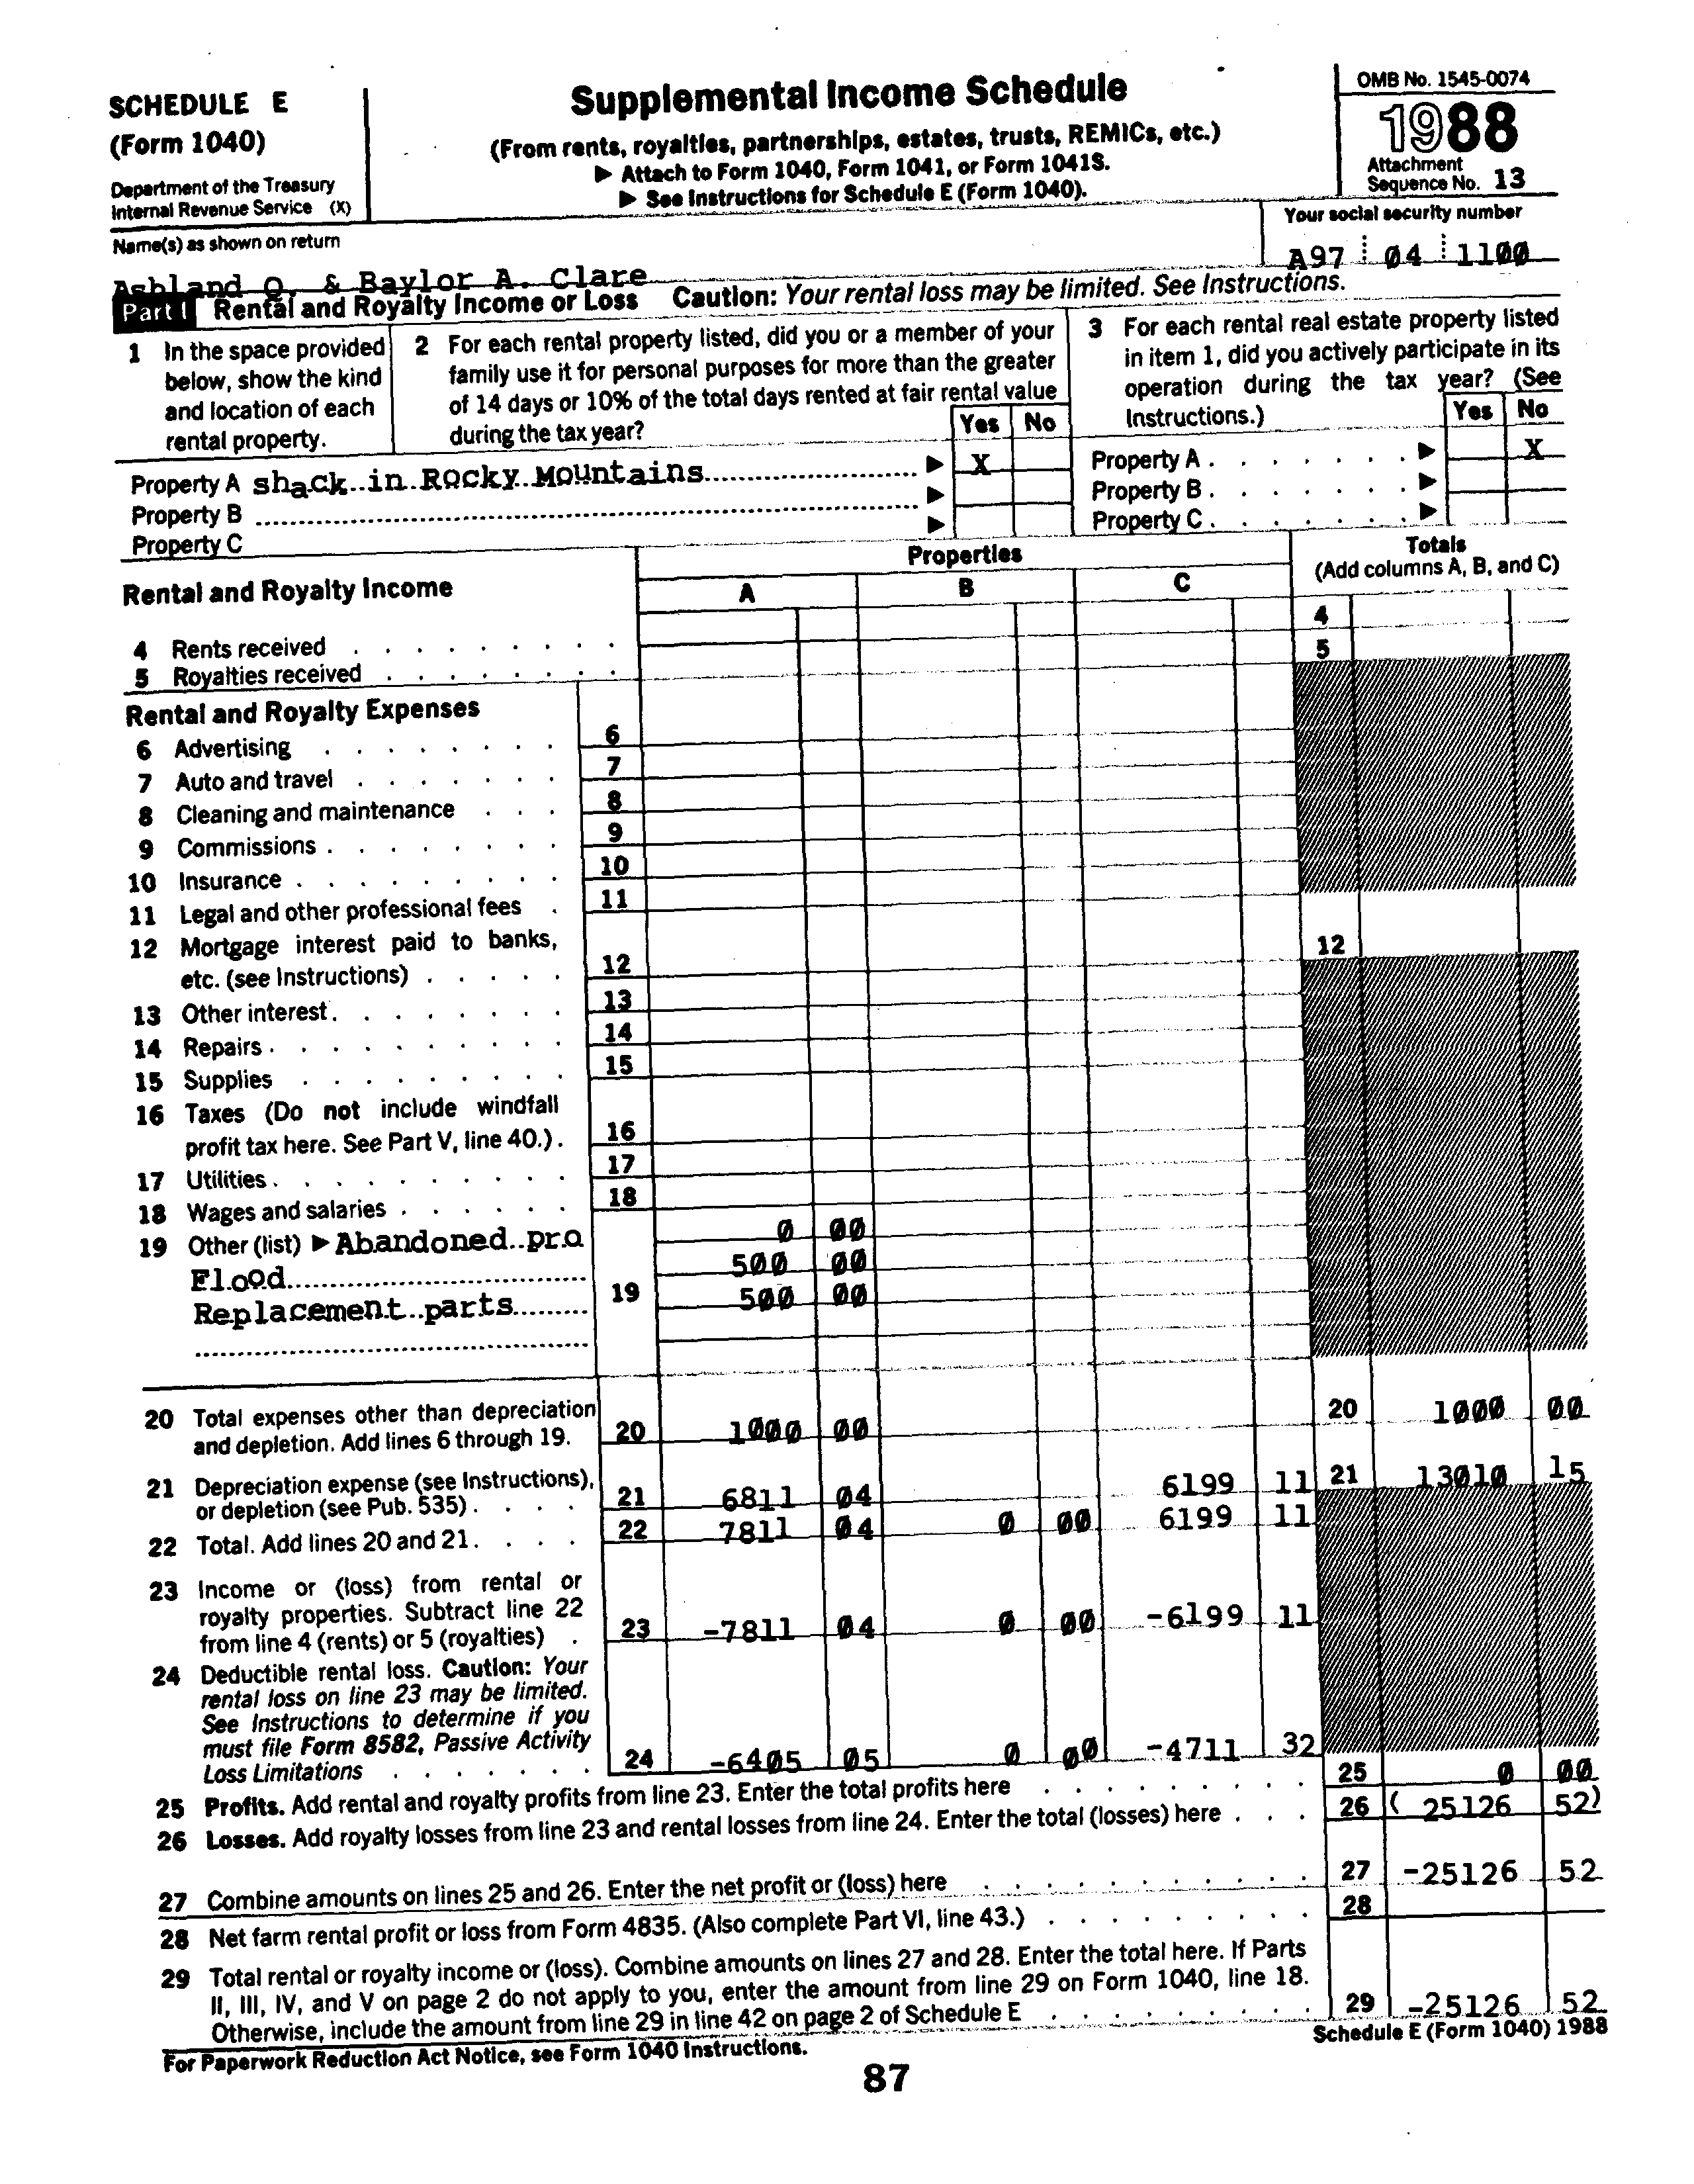 SCHEDULE E
(Form 1040)
Department of the Treasury
Internal Revenue Service (X)
Supplemental Income Schedule
(From rents, royalties, partnerships, estates, trusts, REMICs, etc.)
▶ Attach to Form 1040, Form 1041, or Form 1041S.
▶ See Instructions for Schedule E (Form 1040).
OMB No. 1545-0074
1988
Attachment
Sequence No. 13
Name(s) as shown on return
Ashland Q. & Baylor A. Clare
Your social security number
A97 04 1100
Part I Rental and Royalty Income or Loss Caution: Your rental loss may be limited. See Instructions.
1 In the space provided
below, show the kind
and location of each
rental property.
2 For each rental property listed, did you or a member of your
family use it for personal purposes for more than the greater
of 14 days or 10% of the total days rented at fair rental value
during the tax year?
Yes No
3 For each rental real estate property listed
in item 1, did you actively participate in its
operation during the tax year? (See
Instructions.)
Yes No
Property A shack in Rocky Mountains ▶ X
Property B ▶
Property C ▶
Property A . . . . . . . ▶ X
Property B . . . . . . . ▶
Property C . . . . . . . ▶
Rental and Royalty Income
Properties
A B C
Totals
(Add columns A, B, and C)
4 Rents received . . . . . . . . . 4
5 Royalties received . . . . . . . . 5
Rental and Royalty Expenses
6 Advertising . . . . . . . . 6
7 Auto and travel . . . . . . . 7
8 Cleaning and maintenance . . . 8
9 Commissions . . . . . . . . 9
10 Insurance . . . . . . . . . 10
11 Legal and other professional fees . 11
12 Mortgage interest paid to banks,
etc. (see Instructions) . . . . . 12 12
13 Other interest . . . . . . . . 13
14 Repairs . . . . . . . . . . 14
15 Supplies . . . . . . . . . 15
16 Taxes (Do not include windfall
profit tax here. See Part V, line 40.) . 16
17 Utilities . . . . . . . . . . 17
18 Wages and salaries . . . . . . 18
19 Other (list) ▶ Abandoned pro 0 00
Flood 500 00
Replacement parts 19 500 00
20 Total expenses other than depreciation
and depletion. Add lines 6 through 19. 20 1000 00 20 1000 00
21 Depreciation expense (see Instructions),
or depletion (see Pub. 535) . . . . 21 6811 04 6199 11 21 13010 15
22 Total. Add lines 20 and 21 . . . . 22 7811 04 0 00 6199 11
23 Income or (loss) from rental or
royalty properties. Subtract line 22
from line 4 (rents) or 5 (royalties) . 23 -7811 04 0 00 -6199 11
24 Deductible rental loss. Caution: Your
rental loss on line 23 may be limited.
See Instructions to determine if you
must file Form 8582, Passive Activity
Loss Limitations . . . . . . . 24 -6405 05 0 00 -4711 32
25 Profits. Add rental and royalty profits from line 23. Enter the total profits here . . . . . . . . . 25 0 00
26 Losses. Add royalty losses from line 23 and rental losses from line 24. Enter the total (losses) here . . . 26 ( 25126 52)
27 Combine amounts on lines 25 and 26. Enter the net profit or (loss) here . . . . . . . . . . . 27 -25126 52
28 Net farm rental profit or loss from Form 4835. (Also complete Part VI, line 43.) . . . . . . . . . 28
29 Total rental or royalty income or (loss). Combine amounts on lines 27 and 28. Enter the total here. If Parts
II, III, IV, and V on page 2 do not apply to you, enter the amount from line 29 on Form 1040, line 18.
Otherwise, include the amount from line 29 in line 42 on page 2 of Schedule E . . . . . . . . . 29 -25126 52
For Paperwork Reduction Act Notice, see Form 1040 Instructions.
Schedule E (Form 1040) 1988
87